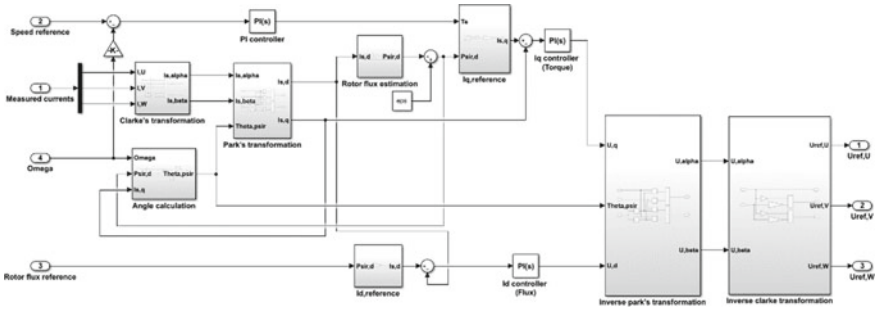 2
Speed reference
PI(s)
PI controller
-K-
1
Measured currents
I,U
I,V
I,W
Is,alpha
Is,beta
Clarke's transformation
Is,alpha
Is,beta
Theta,psir
Is,d
Is,q
Park's transformation
Is,d
Psir,d
Rotor flux estimation
eps
Te
Psir,d
Is,q
Iq,reference
PI(s)
Iq controller
(Torque)
4
Omega
Omega
Psir,d
Is,q
Theta,psir
Angle calculation
3
Rotor flux reference
Psir,d
Is,d
Id,reference
PI(s)
Id controller
(Flux)
U,q
Theta,psir
U,d
U,alpha
U,beta
Inverse park's transformation
U,alpha
U,beta
Uref,U
Uref,V
Uref,W
Inverse clarke transformation
1
Uref,U
2
Uref,V
3
Uref,W